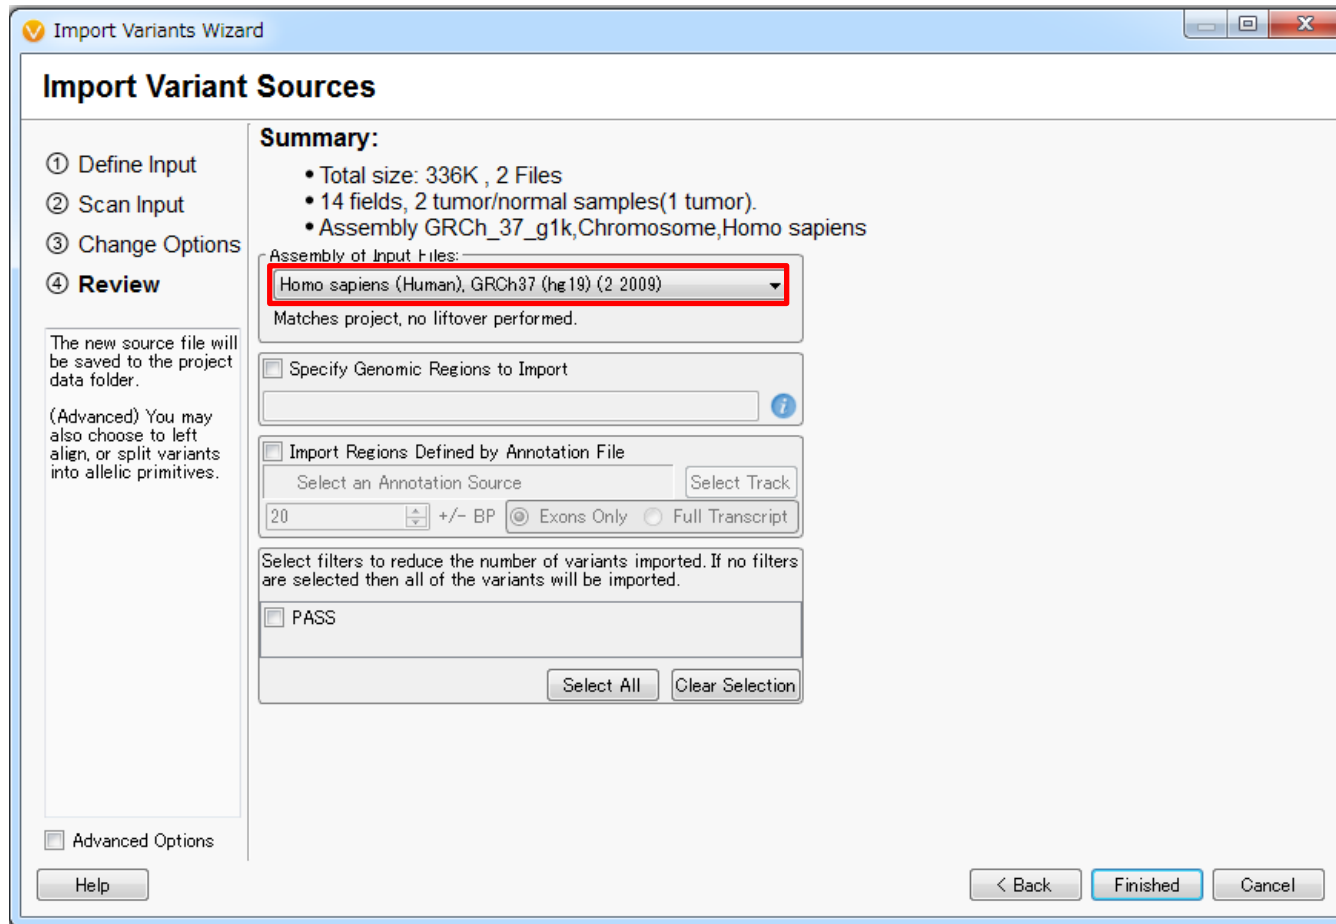 Import Variants Wizard
Import Variant Sources
① Define Input
② Scan Input
③ Change Options
④ Review
The new source file will
be saved to the project
data folder.
(Advanced) You may
also choose to left
align, or split variants
into allelic primitives.
Advanced Options
Summary:
• Total size: 336K , 2 Files
• 14 fields, 2 tumor/normal samples(1 tumor).
• Assembly GRCh_37_g1k,Chromosome,Homo sapiens
Assembly of Input Files:
Homo sapiens (Human), GRCh37 (hg19) (2 2009)
Matches project, no liftover performed.
Specify Genomic Regions to Import
Import Regions Defined by Annotation File
Select an Annotation Source Select Track
20 +/- BP Exons Only Full Transcript
Select filters to reduce the number of variants imported. If no filters
are selected then all of the variants will be imported.
PASS
Select All Clear Selection
Help < Back Finished Cancel